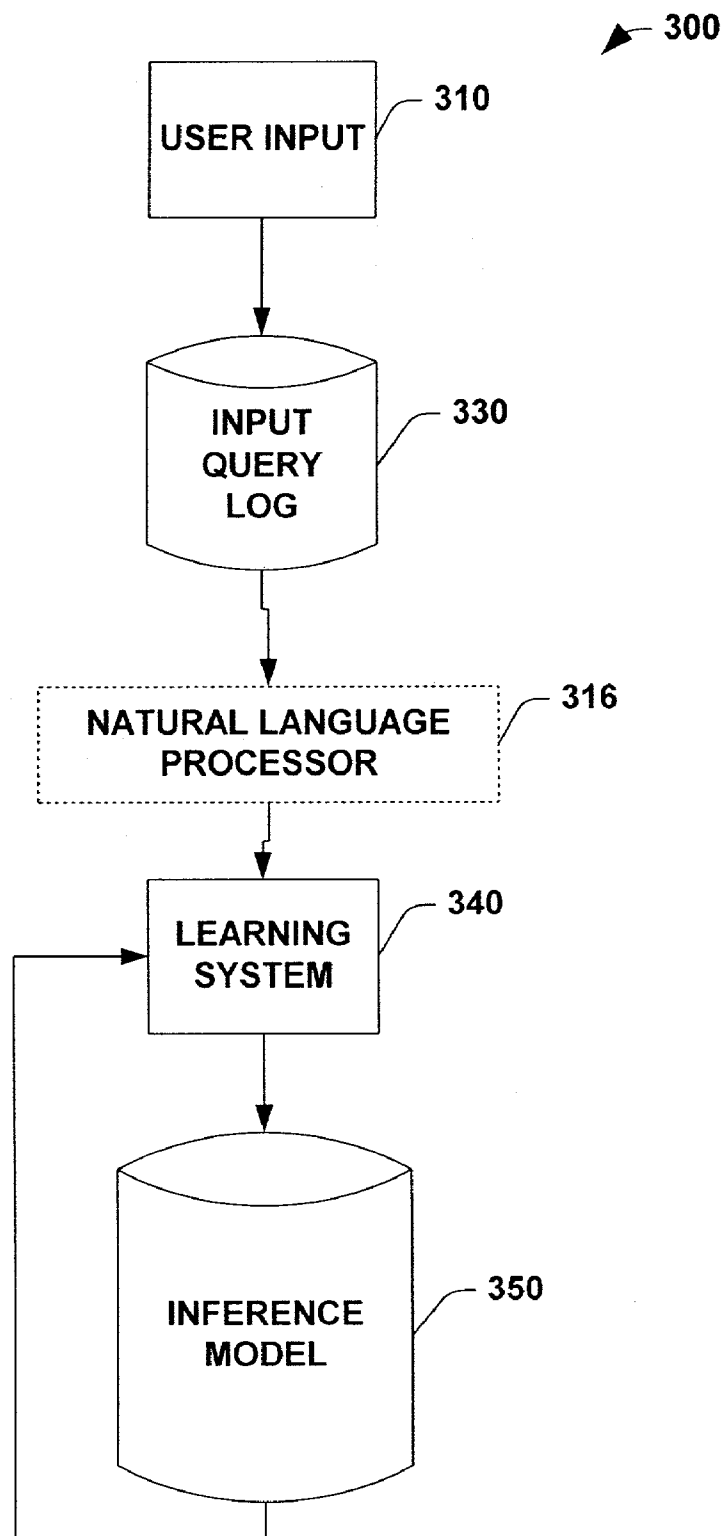 300
USER INPUT
310
INPUT
QUERY
LOG
330
NATURAL LANGUAGE
PROCESSOR
316
LEARNING
SYSTEM
340
INFERENCE
MODEL
350